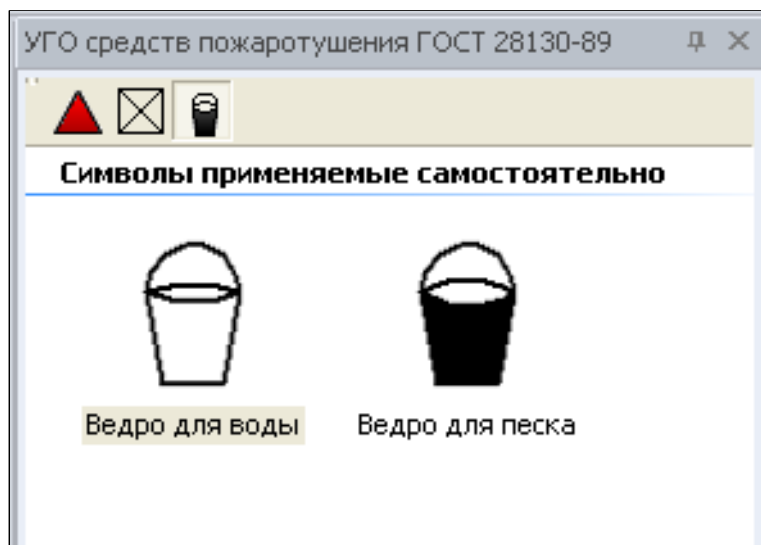 УГО средств пожаротушения ГОСТ 28130-89
Символы применяемые самостоятельно
Ведро для воды
Ведро для песка